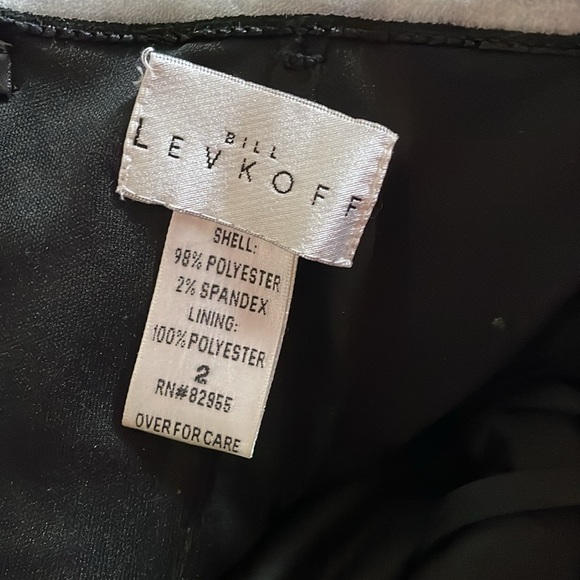 BILL
LEVKOFF
SHELL:
98% POLYESTER
2% SPANDEX
LINING:
100% POLYESTER
2
RN#82955
OVER FOR CARE